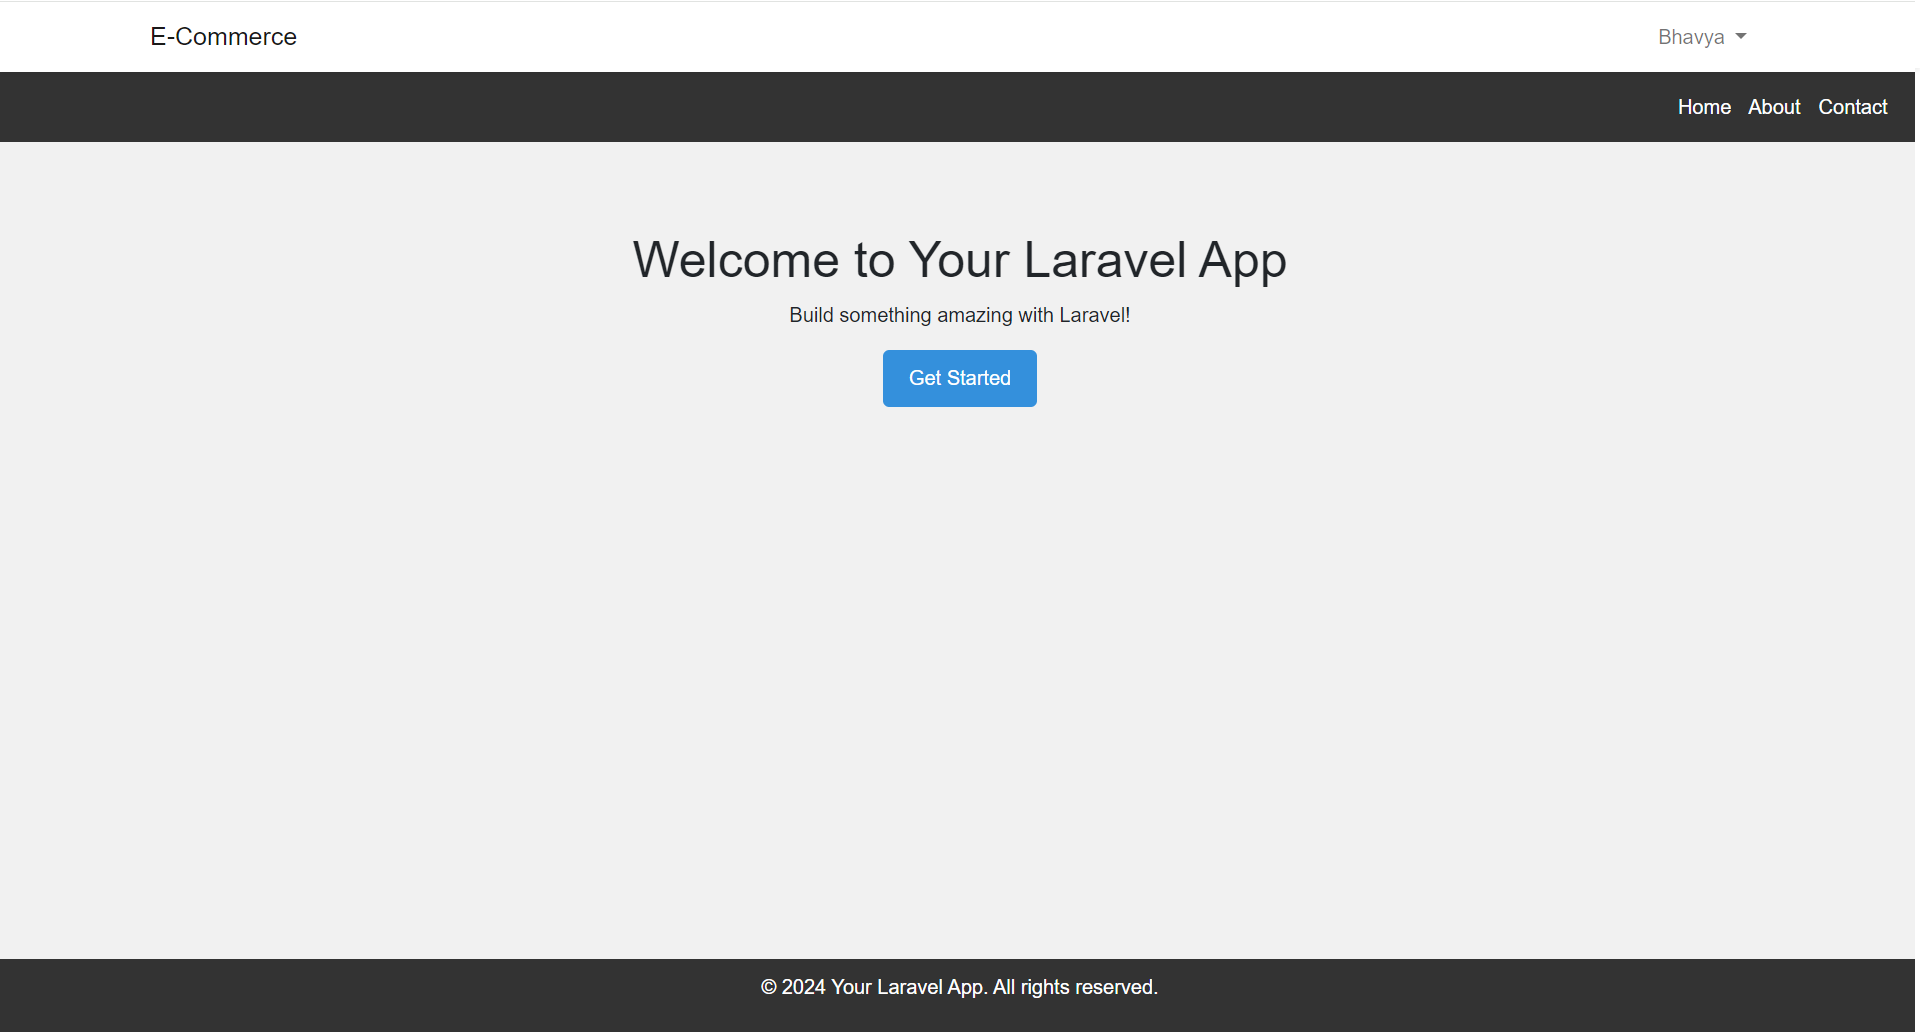 E-Commerce
Bhavya
Home About Contact
Welcome to Your Laravel App
Build something amazing with Laravel!
Get Started
© 2024 Your Laravel App. All rights reserved.